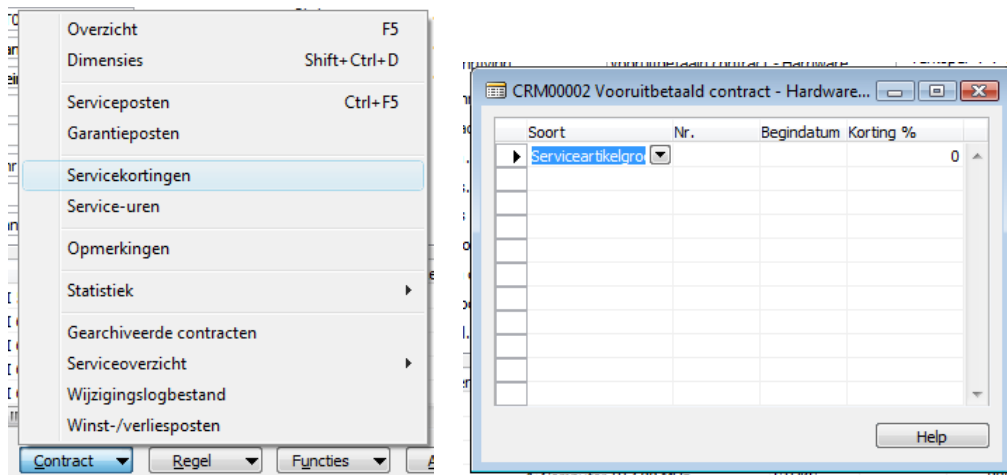 Overzicht F5
Dimensies Shift+Ctrl+D
Serviceposten Ctrl+F5
Garantieposten
Servicekortingen
Service-uren
Opmerkingen
Statistiek
Gearchiveerde contracten
Serviceoverzicht
Wijzigingslogbestand
Winst-/verliesposten
Contract Regel Functies
CRM00002 Vooruitbetaald contract - Hardware...
Soort Nr. Begindatum Korting %
Serviceartikelgro 0
Help